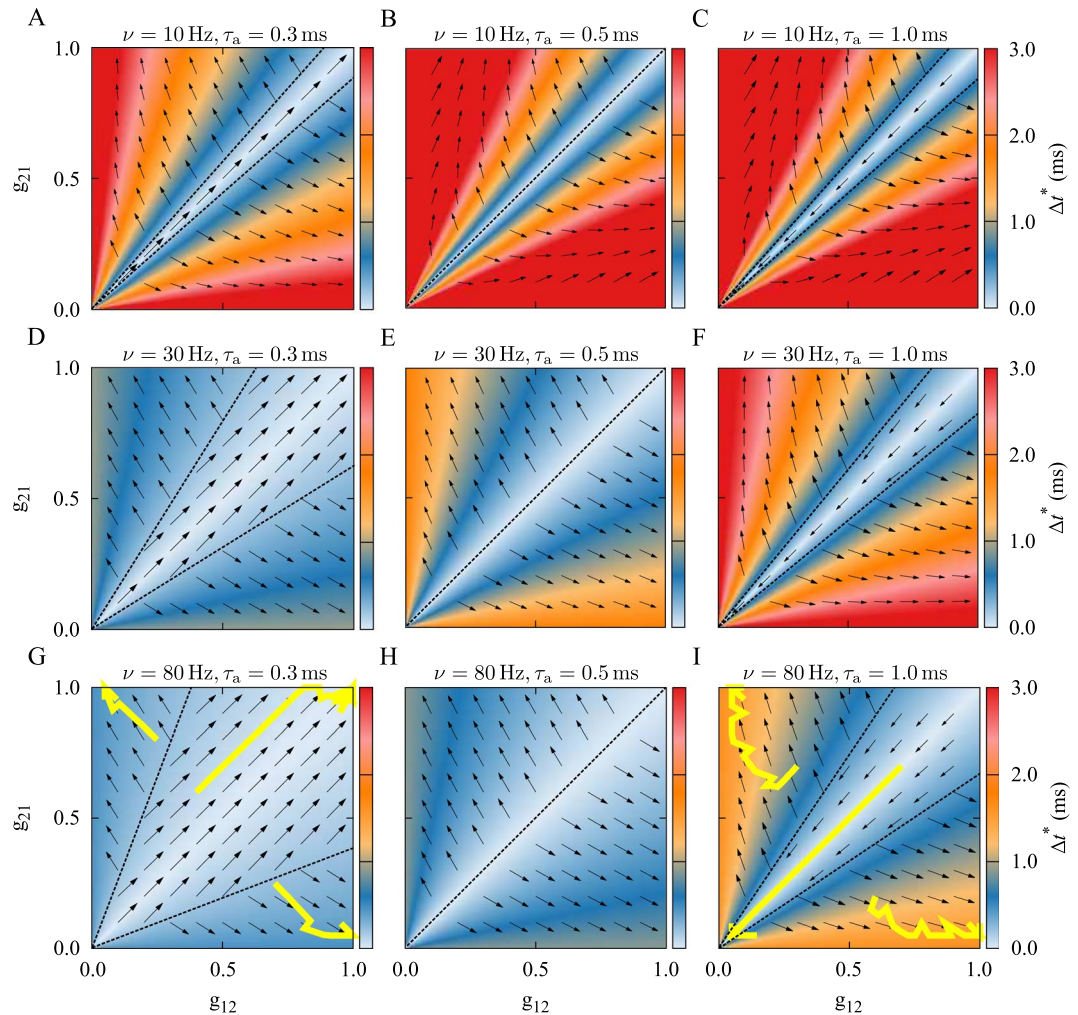 A B C
ν = 10 Hz, τa = 0.3 ms ν = 10 Hz, τa = 0.5 ms ν = 10 Hz, τa = 1.0 ms
1.0 3.0
2.0
g21 0.5 Δt* (ms)
1.0
0.0 0.0
D E F
ν = 30 Hz, τa = 0.3 ms ν = 30 Hz, τa = 0.5 ms ν = 30 Hz, τa = 1.0 ms
1.0 3.0
2.0
g21 0.5 Δt* (ms)
1.0
0.0 0.0
G H I
ν = 80 Hz, τa = 0.3 ms ν = 80 Hz, τa = 0.5 ms ν = 80 Hz, τa = 1.0 ms
1.0 3.0
2.0
g21 0.5 Δt* (ms)
1.0
0.0 0.0
0.0 0.5 1.0 0.0 0.5 1.0 0.0 0.5 1.0
g12 g12 g12